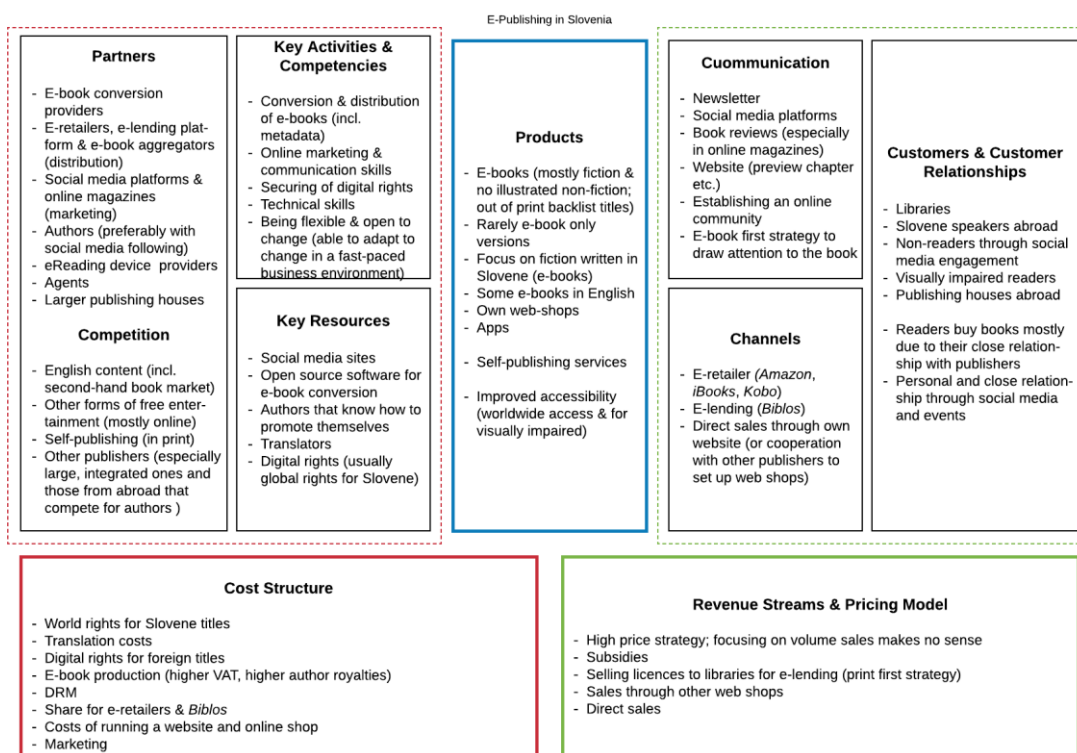 E-Publishing in Slovenia
Partners
- E-book conversion
providers
- E-retailers, e-lending plat-
form & e-book aggregators
(distribution)
- Social media platforms &
online magazines
(marketing)
- Authors (preferably with
social media following)
- eReading device providers
- Agents
- Larger publishing houses
Competition
- English content (incl.
second-hand book market)
- Other forms of free enter-
tainment (mostly online)
- Self-publishing (in print)
- Other publishers (especially
large, integrated ones and
those from abroad that
compete for authors )
Key Activities &
Competencies
- Conversion & distribution
of e-books (incl.
metadata)
- Online marketing &
communication skills
- Securing of digital rights
- Technical skills
- Being flexible & open to
change (able to adapt to
change in a fast-paced
business environment)
Key Resources
- Social media sites
- Open source software for
e-book conversion
- Authors that know how to
promote themselves
- Translators
- Digital rights (usually
global rights for Slovene)
Products
- E-books (mostly fiction &
no illustrated non-fiction;
out of print backlist titles)
- Rarely e-book only
versions
- Focus on fiction written in
Slovene (e-books)
- Some e-books in English
- Own web-shops
- Apps
- Self-publishing services
- Improved accessibility
(worldwide access & for
visually impaired)
Cuommunication
- Newsletter
- Social media platforms
- Book reviews (especially
in online magazines)
- Website (preview chapter
etc.)
- Establishing an online
community
- E-book first strategy to
draw attention to the book
Channels
- E-retailer (Amazon,
iBooks, Kobo)
- E-lending (Biblos)
- Direct sales through own
website (or cooperation
with other publishers to
set up web shops)
Customers & Customer
Relationships
- Libraries
- Slovene speakers abroad
- Non-readers through social
media engagement
- Visually impaired readers
- Publishing houses abroad
- Readers buy books mostly
due to their close relation-
ship with publishers
- Personal and close relation-
ship through social media
and events
Cost Structure
- World rights for Slovene titles
- Translation costs
- Digital rights for foreign titles
- E-book production (higher VAT, higher author royalties)
- DRM
- Share for e-retailers & Biblos
- Costs of running a website and online shop
- Marketing
Revenue Streams & Pricing Model
- High price strategy; focusing on volume sales makes no sense
- Subsidies
- Selling licences to libraries for e-lending (print first strategy)
- Sales through other web shops
- Direct sales